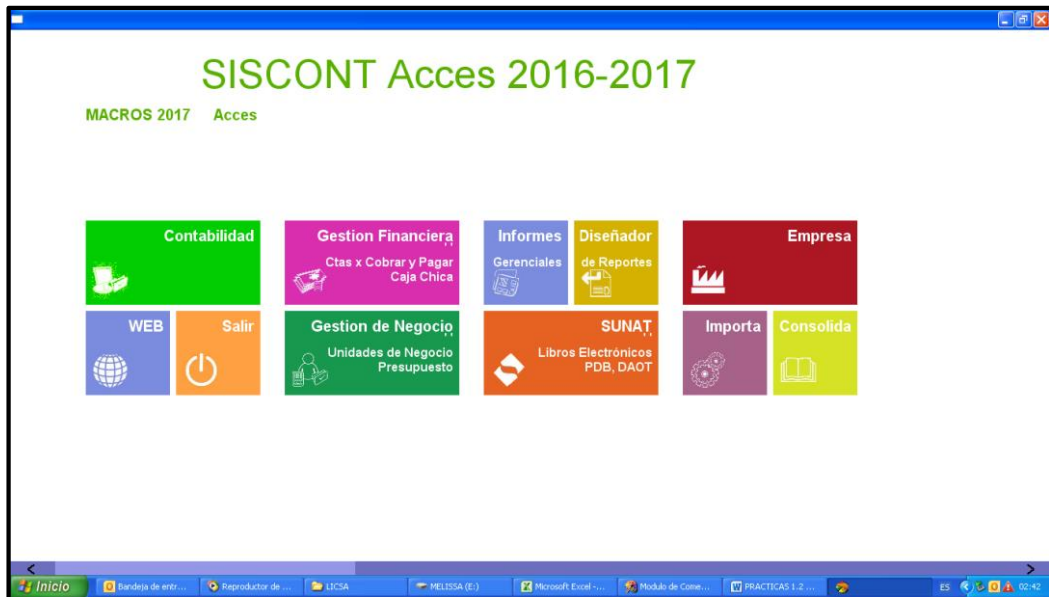 SISCONT Acces 2016-2017
MACROS 2017 Acces
Contabilidad
Gestion Financiera
Ctas x Cobrar y Pagar
Caja Chica
Informes
Gerenciales
Diseñador
de Reportes
Empresa
WEB
Salir
Gestion de Negocio
Unidades de Negocio
Presupuesto
SUNAT
Libros Electrónicos
PDB, DAOT
Importa
Consolida
Inicio
Bandeja de entr...
Reproductor de ...
LICSA
MELISSA (E:)
Microsoft Excel -...
Modulo de Come...
PRACTICAS 1.2 ...
ES
02:42